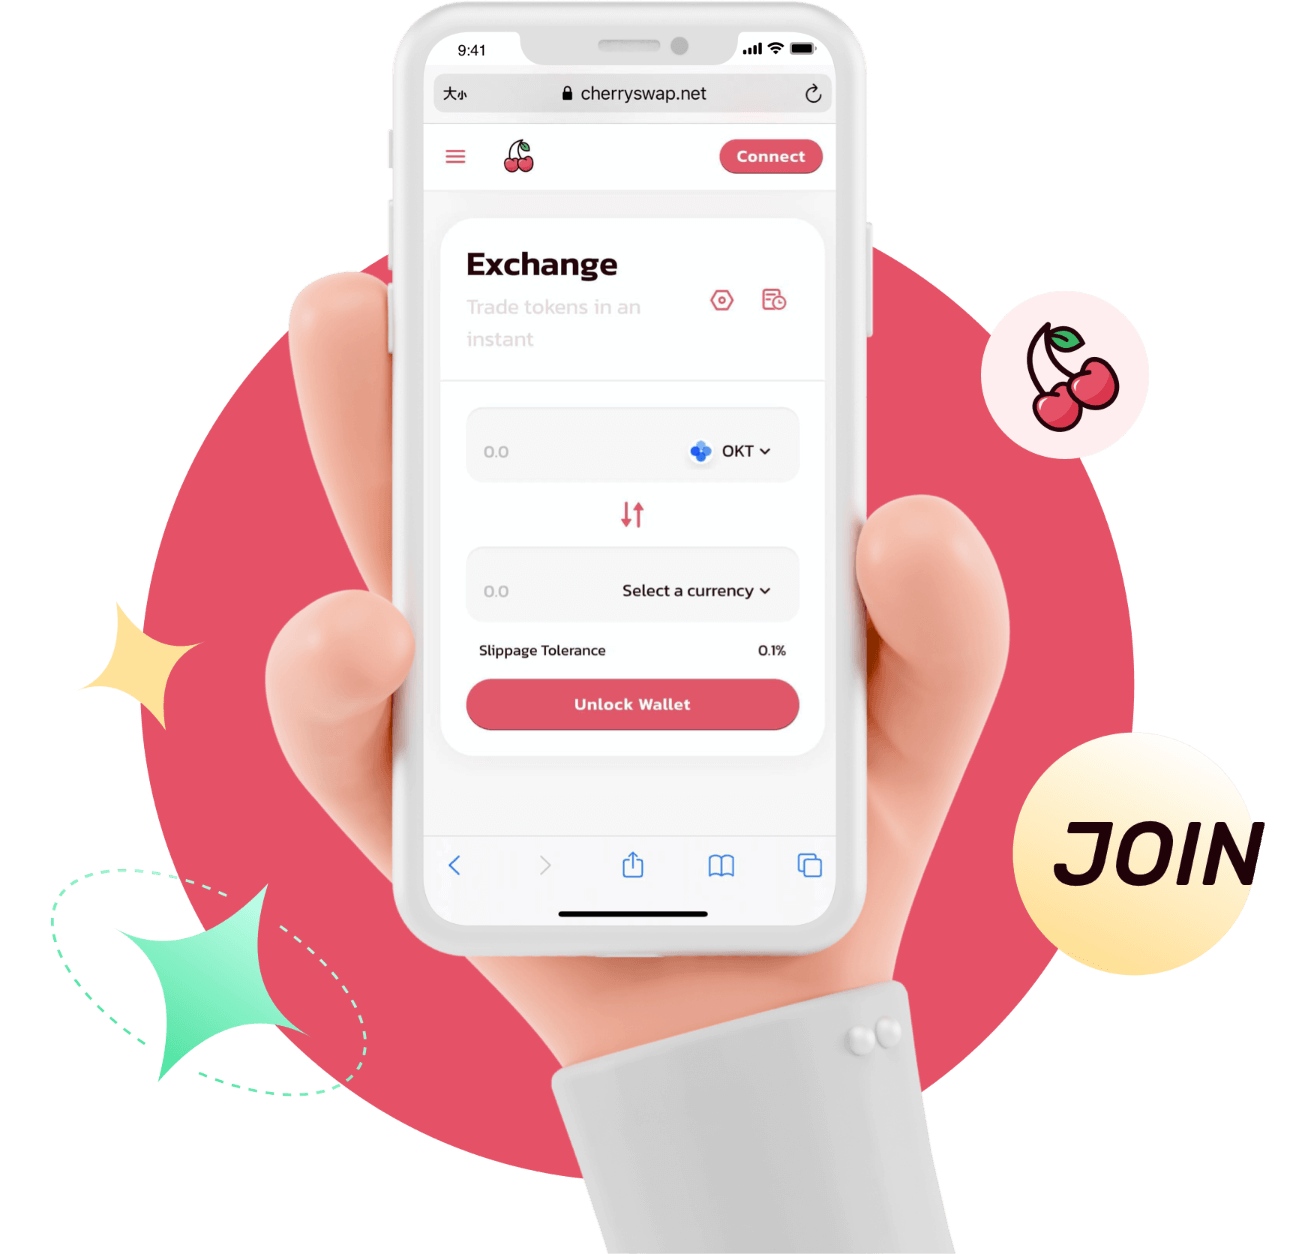 9:41
大小
cherryswap.net
Connect
Exchange
Trade tokens in an
instant
0.0
OKT
0.0
Select a currency
Slippage Tolerance
0.1%
Unlock Wallet
JOIN